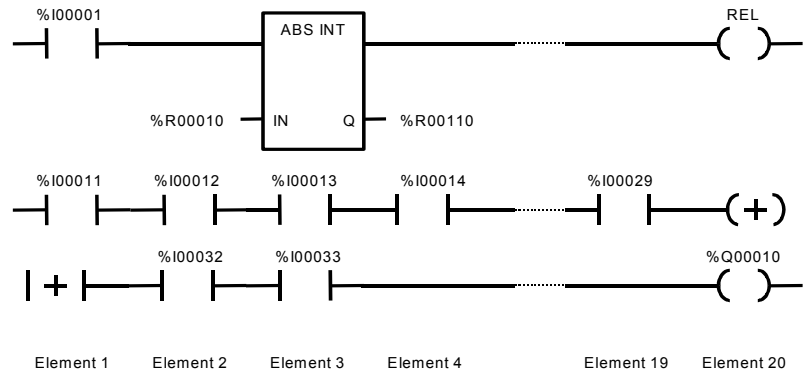 %I00001 REL
ABS INT
%R00010 IN Q %R00110
%I00011 %I00012 %I00013 %I00014 %I00029
+
%I00032 %I00033 %Q00010
+
Element 1 Element 2 Element 3 Element 4 Element 19 Element 20